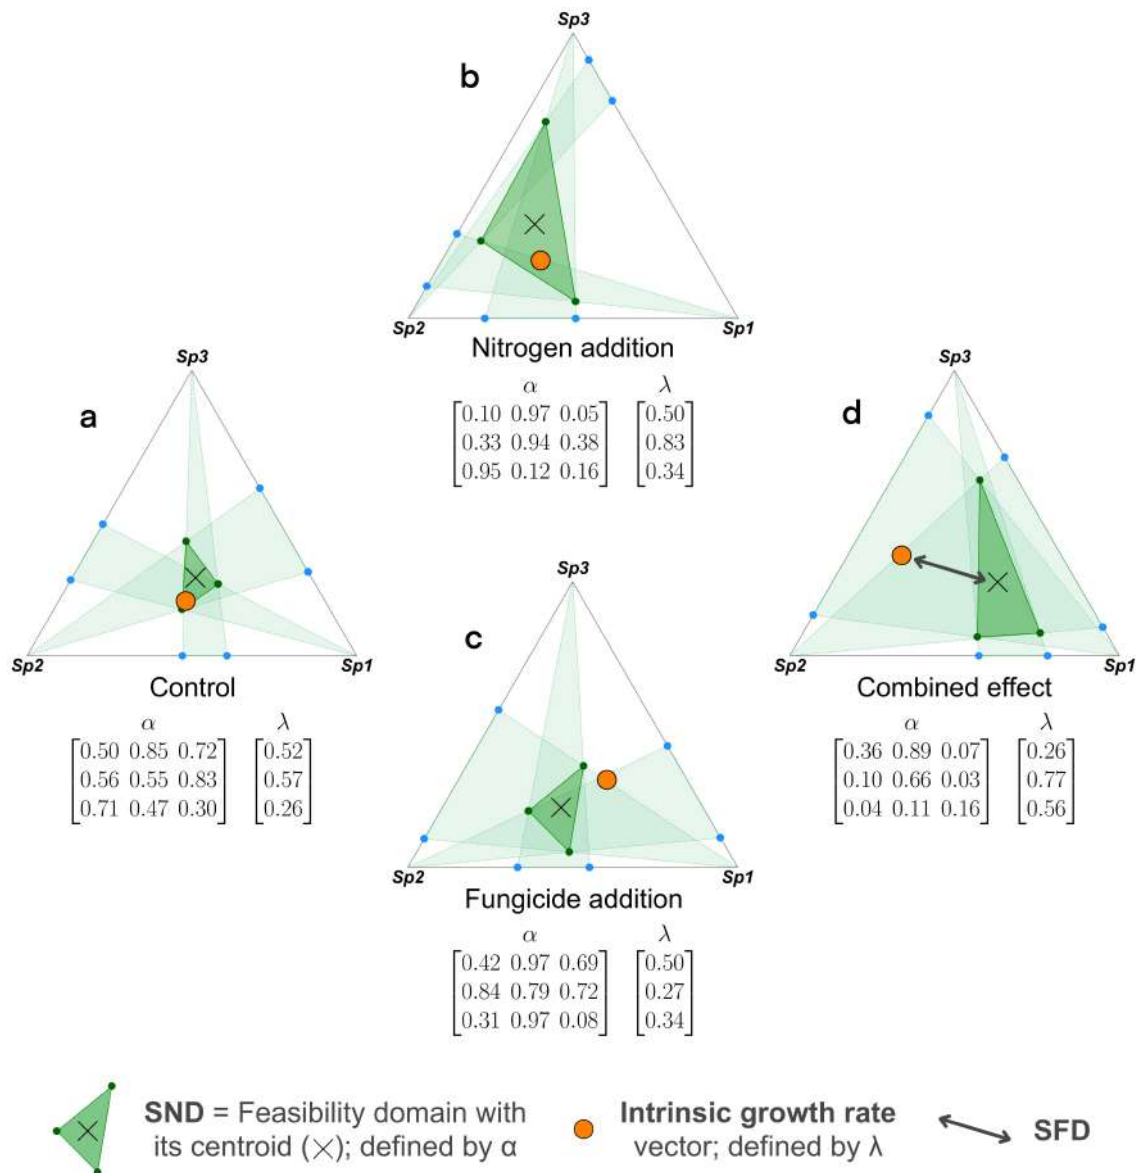 Sp3
b
Sp2
Sp1
Nitrogen addition
α
λ
0.10 0.97 0.05
0.50
0.33 0.94 0.38
0.83
0.95 0.12 0.16
0.34
Sp3
a
Sp2
Sp1
Control
α
λ
0.50 0.85 0.72
0.52
0.56 0.55 0.83
0.57
0.71 0.47 0.30
0.26
Sp3
d
Sp2
Sp1
Combined effect
α
λ
0.36 0.89 0.07
0.26
0.10 0.66 0.03
0.77
0.04 0.11 0.16
0.56
Sp3
c
Sp2
Sp1
Fungicide addition
α
λ
0.42 0.97 0.69
0.50
0.84 0.79 0.72
0.27
0.31 0.97 0.08
0.34
SND = Feasibility domain with
its centroid (×); defined by α
Intrinsic growth rate
vector; defined by λ
SFD